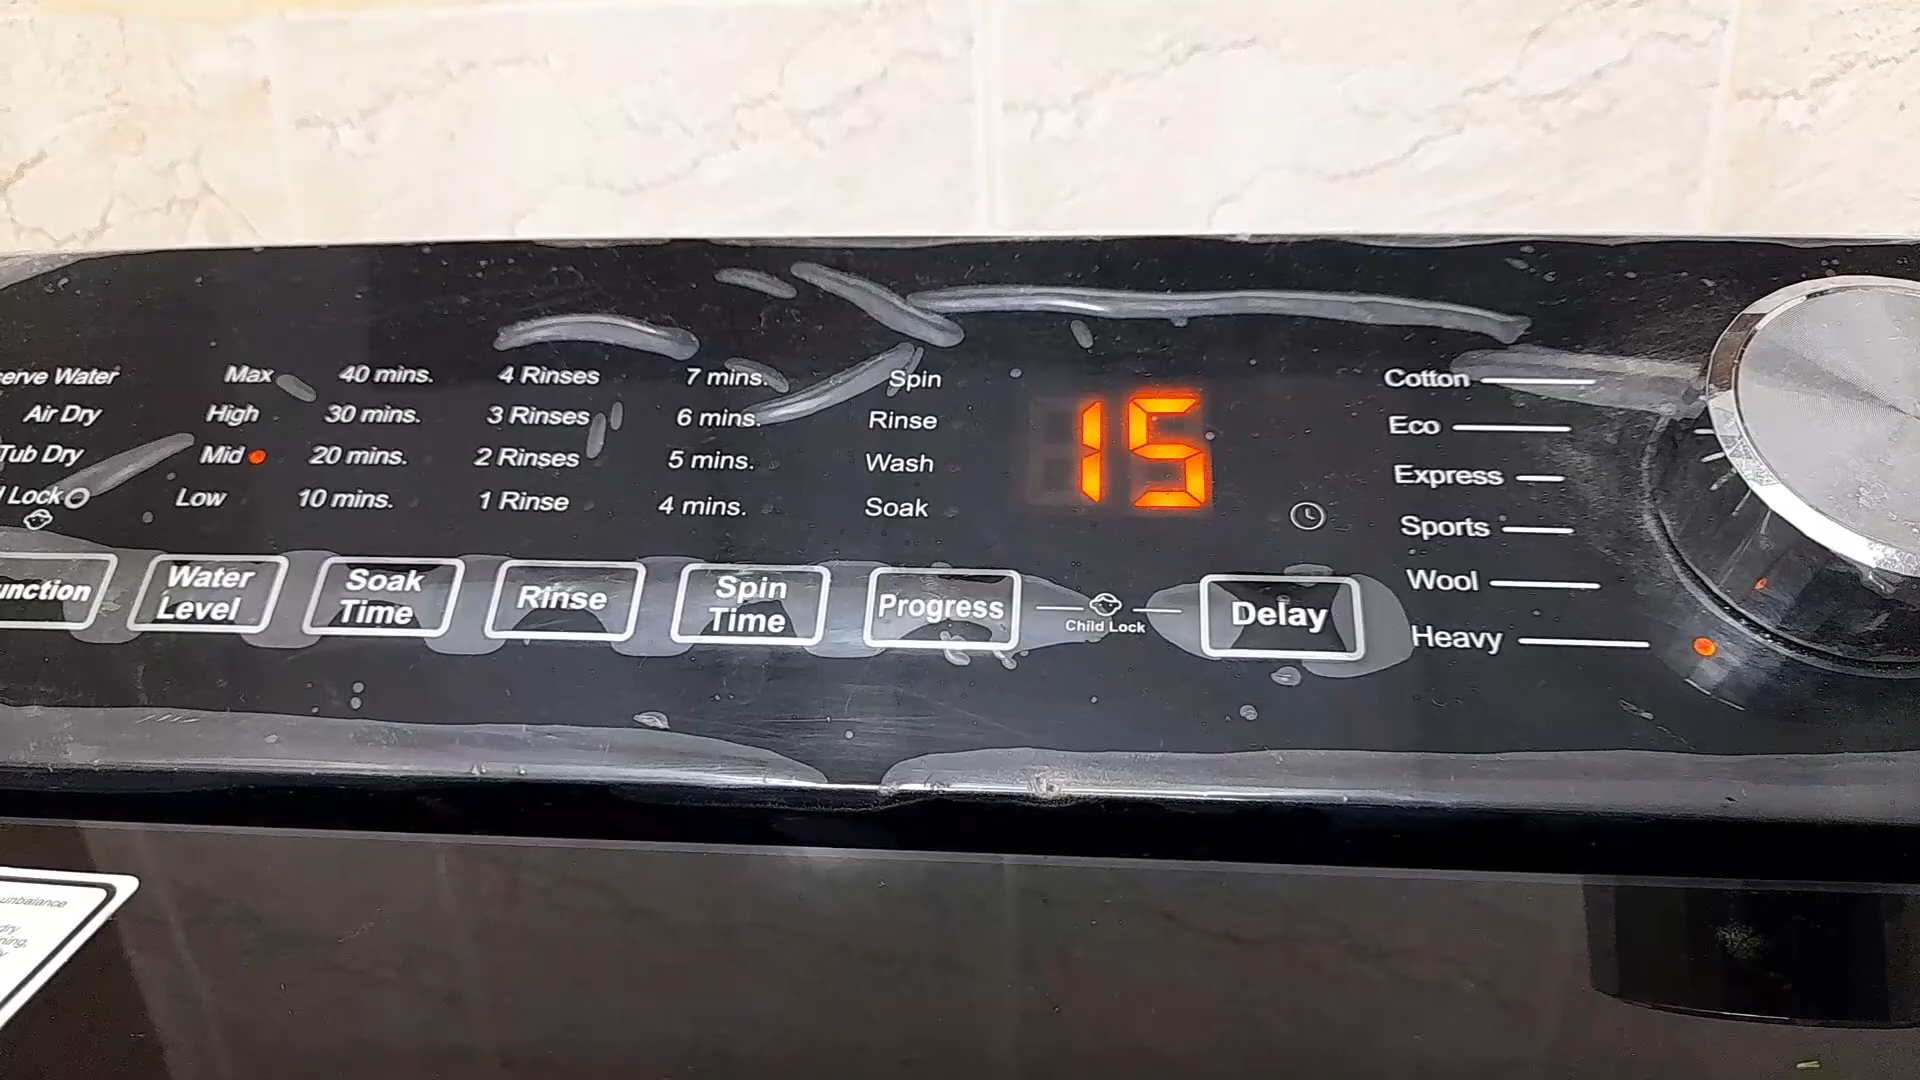 erve Water Max 40 mins. 4 Rinses 7 mins. Spin
Air Dry High 30 mins. 3 Rinses 6 mins. Rinse
Tub Dry Mid 20 mins. 2 Rinses 5 mins. Wash
Lock Low 10 mins. 1 Rinse 4 mins. Soak
15
Cotton
Eco
Express
Sports
Wool
Heavy
unction
Water
Level
Soak
Time
Rinse
Spin
Time
Progress
Child Lock
Delay
unbalance
dry